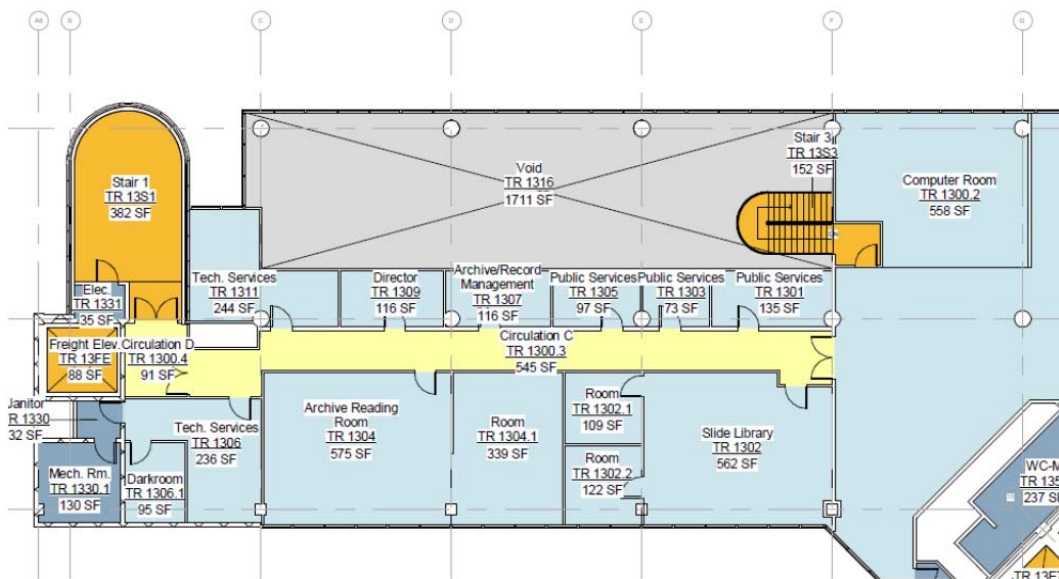 AB
B
C
D
E
F
G
Stair 1
TR 13S1
382 SF
Void
TR 1316
1711 SF
Stair 3
TR 13S3
152 SF
DN
Computer Room
TR 1300.2
558 SF
Tech. Services
TR 1311
244 SF
Director
TR 1309
116 SF
Archive/Record
Management
TR 1307
116 SF
Public Services
TR 1305
97 SF
Public Services
TR 1303
73 SF
Public Services
TR 1301
135 SF
Elec.
TR 1331
35 SF
Freight Elev.
TR 13FE
88 SF
Circulation D
TR 1300.4
91 SF
Circulation C
TR 1300.3
545 SF
Janitor
R 1330
32 SF
Tech. Services
TR 1306
236 SF
Archive Reading
Room
TR 1304
575 SF
Room
TR 1304.1
339 SF
Room
TR 1302.1
109 SF
Room
TR 1302.2
122 SF
Slide Library
TR 1302
562 SF
Mech. Rm.
TR 1330.1
130 SF
Darkroom
TR 1306.1
95 SF
WC-M
TR 135
237 SF